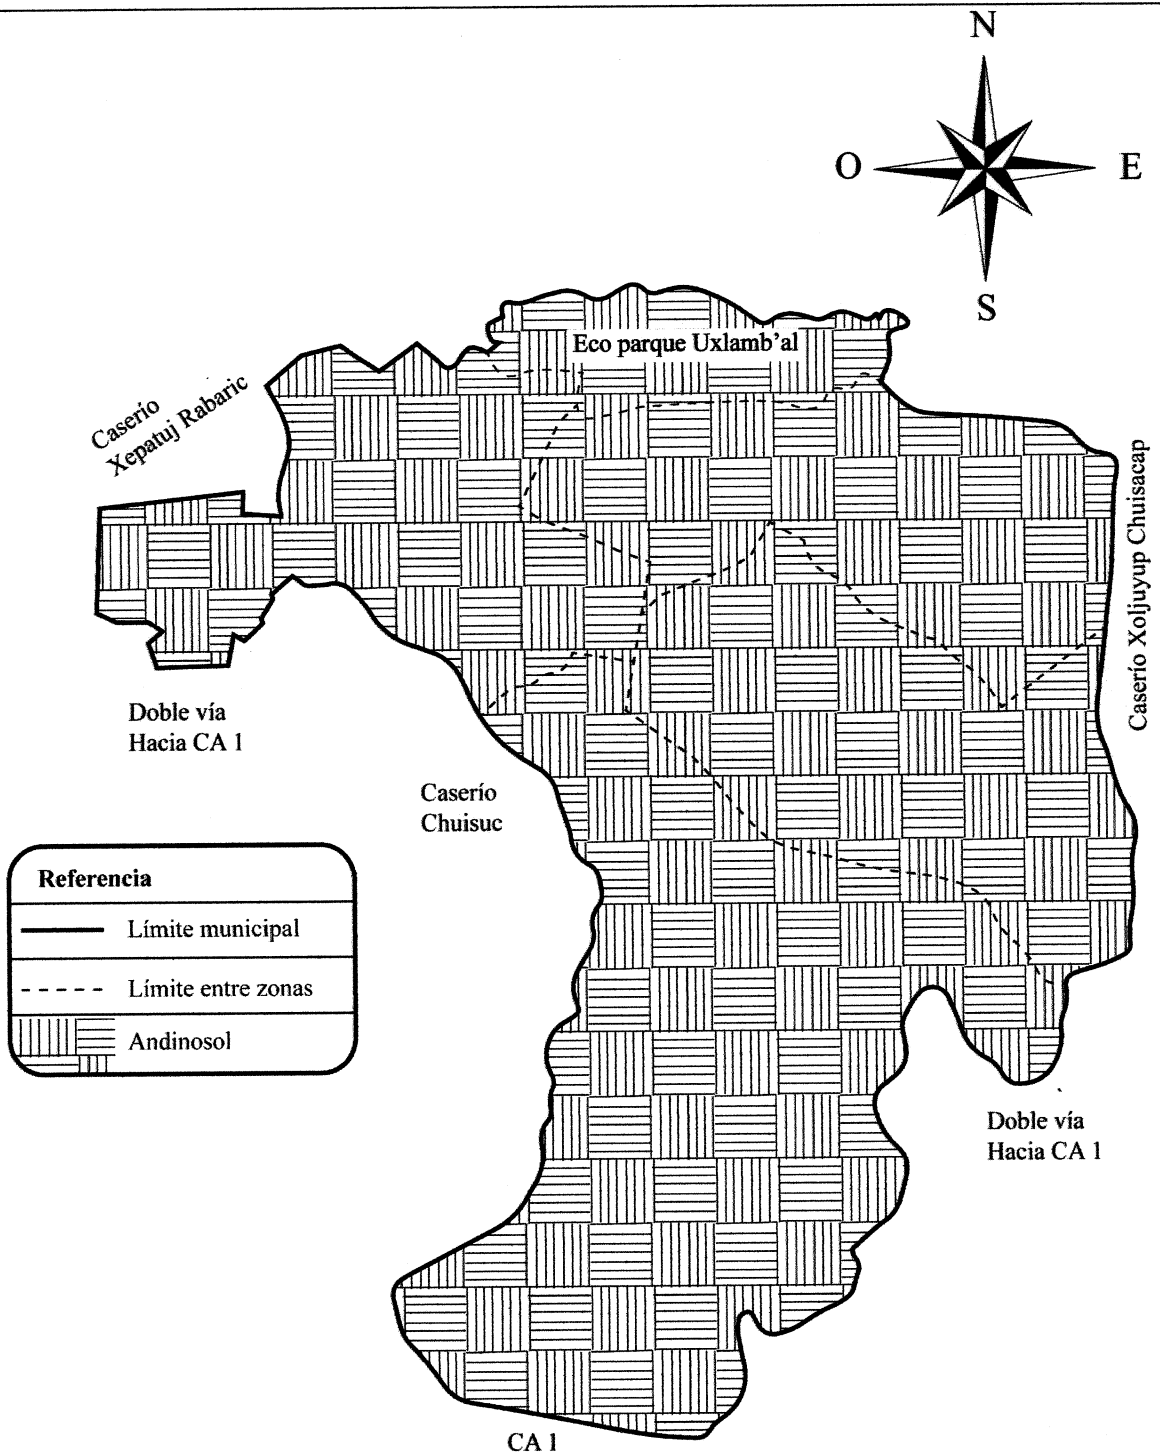 N
O
E
S
Eco parque Uxlamb'al
Caserío
Xepatuj Rabaric
Caserío Xoljuyup Chuisacap
Doble vía
Hacia CA 1
Caserío
Chuisuc
Referencia
Límite municipal
Límite entre zonas
Andinosol
Doble vía
Hacia CA 1
CA 1